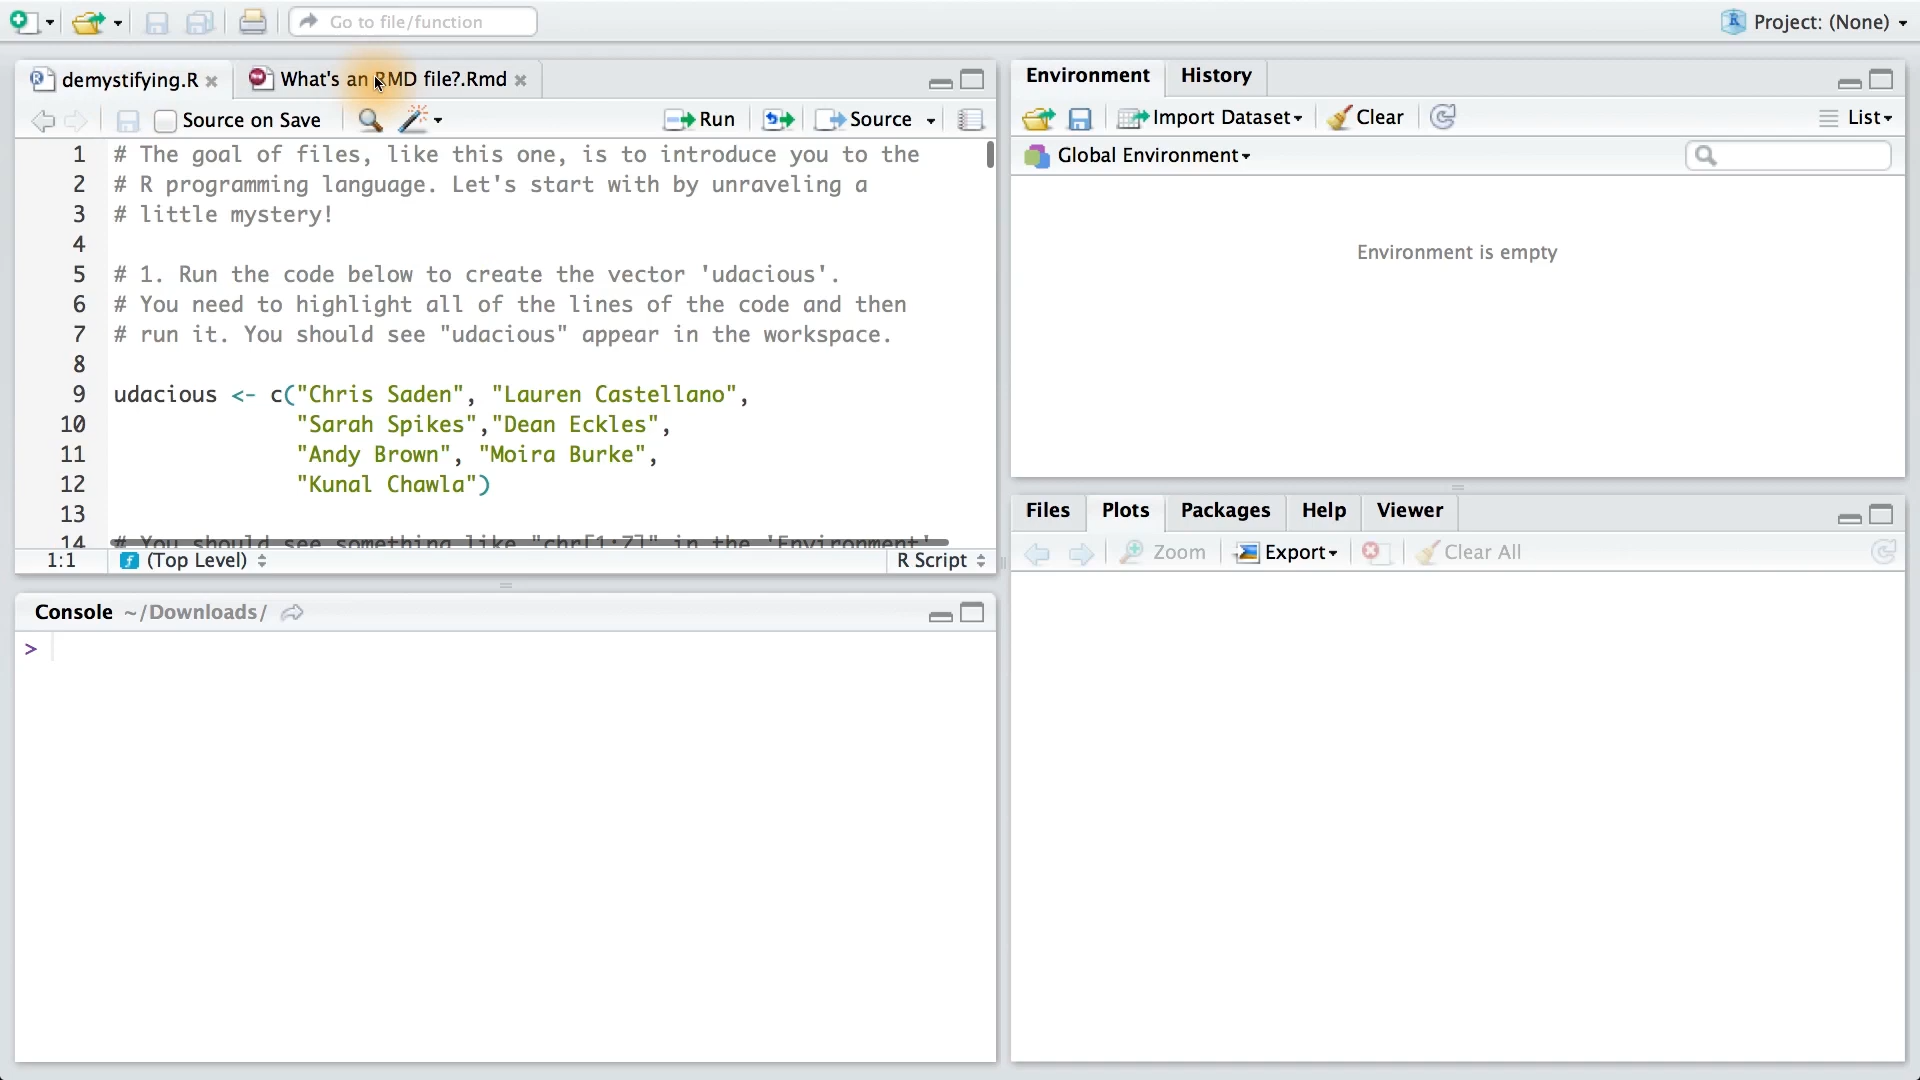 Go to file/function
Project: (None)
demystifying.R
What's an RMD file?.Rmd
Source on Save
Run
Source
1 # The goal of files, like this one, is to introduce you to the
2 # R programming language. Let's start with by unraveling a
3 # little mystery!
4
5 # 1. Run the code below to create the vector 'udacious'.
6 # You need to highlight all of the lines of the code and then
7 # run it. You should see "udacious" appear in the workspace.
8
9 udacious <- c("Chris Saden", "Lauren Castellano",
10 "Sarah Spikes","Dean Eckles",
11 "Andy Brown", "Moira Burke",
12 "Kunal Chawla")
13
14 # You should see something like "chr[1:7]" in the 'Environment'
1:1
(Top Level)
R Script
Console ~/Downloads/
>
Environment
History
Import Dataset
Clear
List
Global Environment
Environment is empty
Files
Plots
Packages
Help
Viewer
Zoom
Export
Clear All